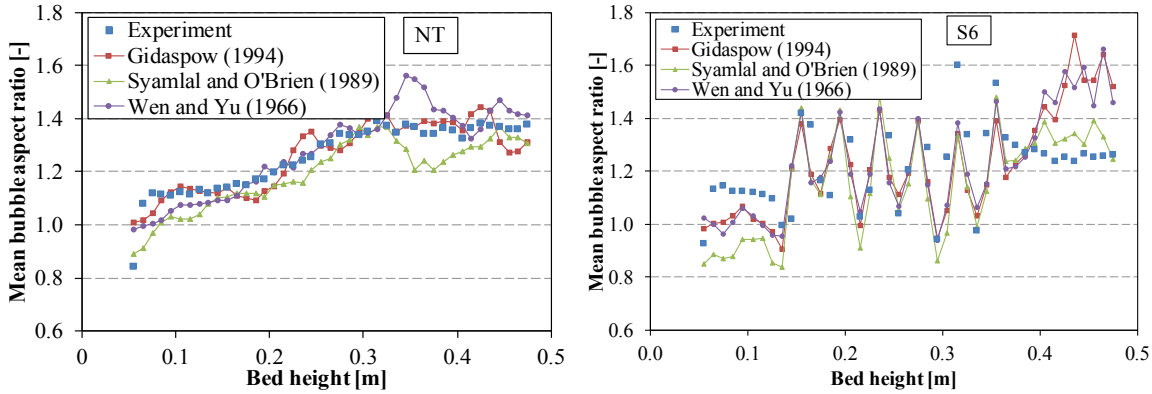 1.8
1.6
1.4
1.2
1.0
0.8
0.6
Mean bubbleaspect ratio [-]
Experiment
Gidaspow (1994)
Syamlal and O'Brien (1989)
Wen and Yu (1966)
NT
0 0.1 0.2 0.3 0.4 0.5
Bed height [m]
1.8
1.6
1.4
1.2
1.0
0.8
0.6
Mean bubbleaspect ratio [-]
Experiment
Gidaspow (1994)
Syamlal and O'Brien (1989)
Wen and Yu (1966)
S6
0.0 0.1 0.2 0.3 0.4 0.5
Bed height [m]